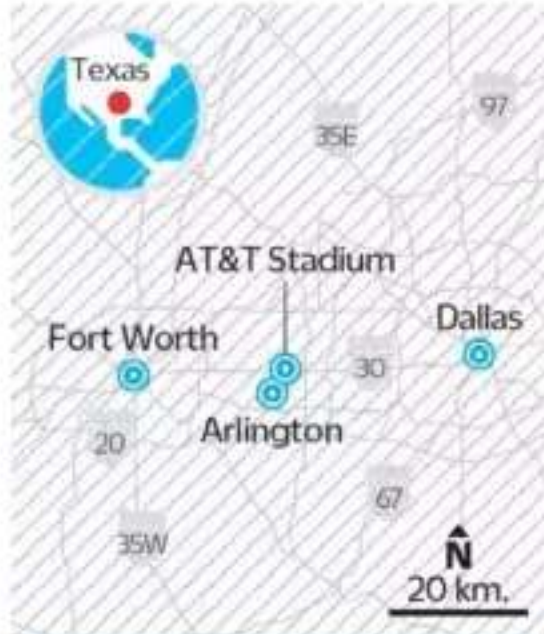 Texas
97
35E
AT&T Stadium
Dallas
Fort Worth
30
Arlington
20
67
35W
N
20 km.